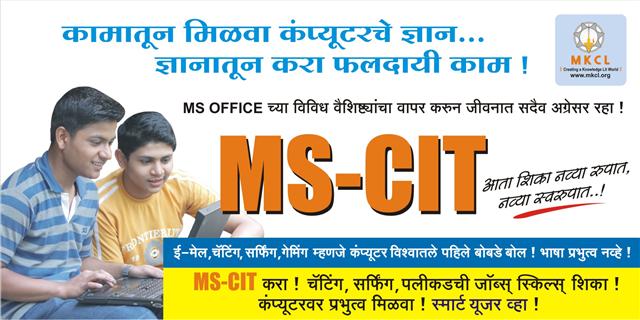 कामातून मिळवा कंप्यूटरचे ज्ञान...
ज्ञानातून करा फलदायी काम !
MKCL
Creating a Knowledge Lit World
www.mkcl.org
MS OFFICE च्या विविध वैशिष्ट्यांचा वापर करुन जीवनात सदैव अग्रेसर रहा !
MS-CIT
आता शिका नव्या रुपात,
नव्या स्वरुपात..!
ई-मेल,चॅटिंग,सर्फिंग,गेमिंग म्हणजे कंप्यूटर विश्वातले पहिले बोबडे बोल ! भाषा प्रभुत्व नव्हे !
MS-CIT करा ! चॅटिंग, सर्फिंग,पलीकडची जॉब्स् स्किल्स् शिका !
कंप्यूटरवर प्रभुत्व मिळवा ! स्मार्ट यूजर व्हा !